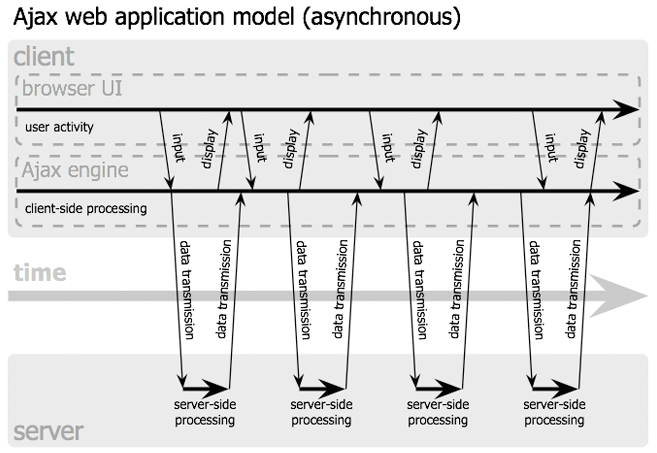 Ajax web application model (asynchronous)
client
browser UI
user activity
input
display
input
display
input
display
input
display
Ajax engine
client-side processing
data transmission
data transmission
data transmission
data transmission
data transmission
data transmission
data transmission
data transmission
time
server-side
processing
server-side
processing
server-side
processing
server-side
processing
server